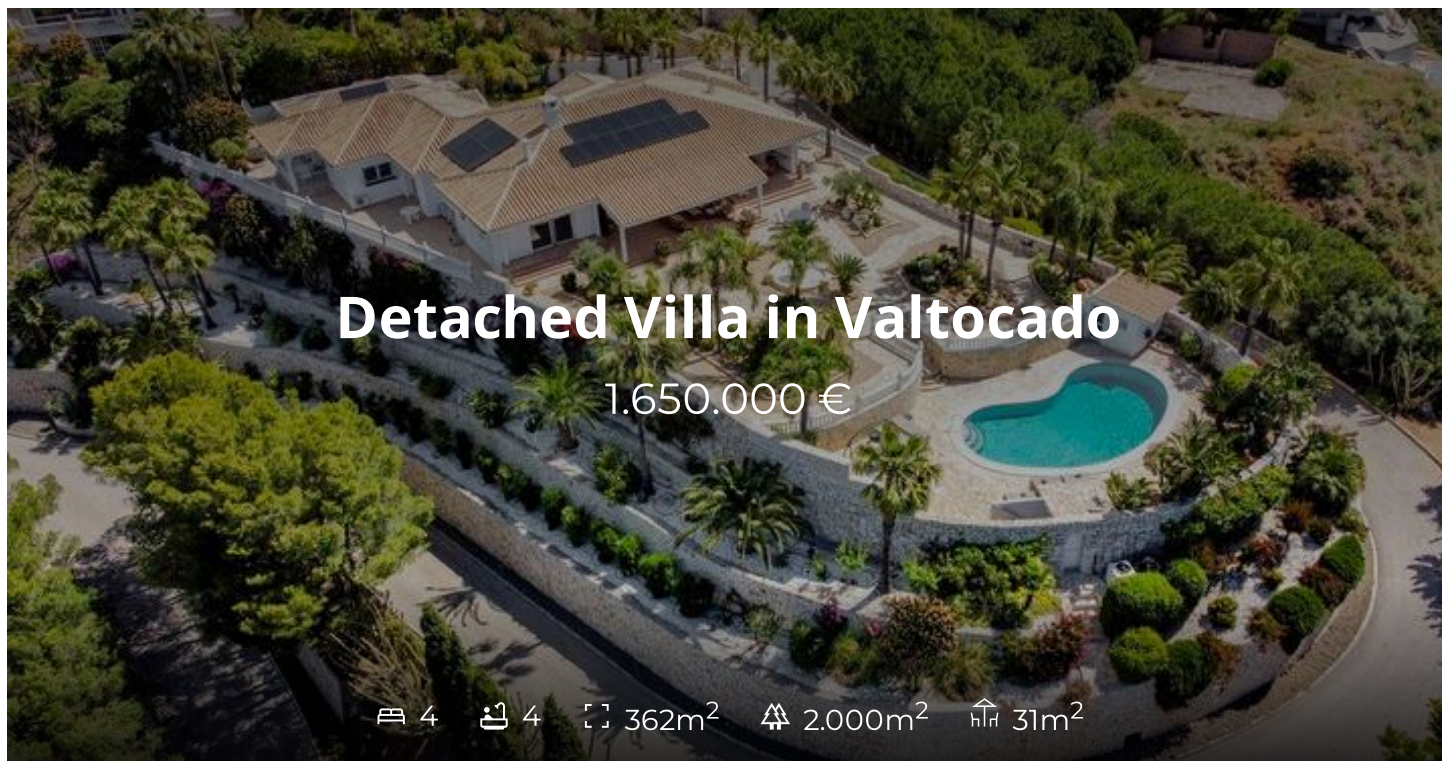 Detached Villa in Valtocado
1.650.000 €
4 4 362m² 2.000m² 31m²